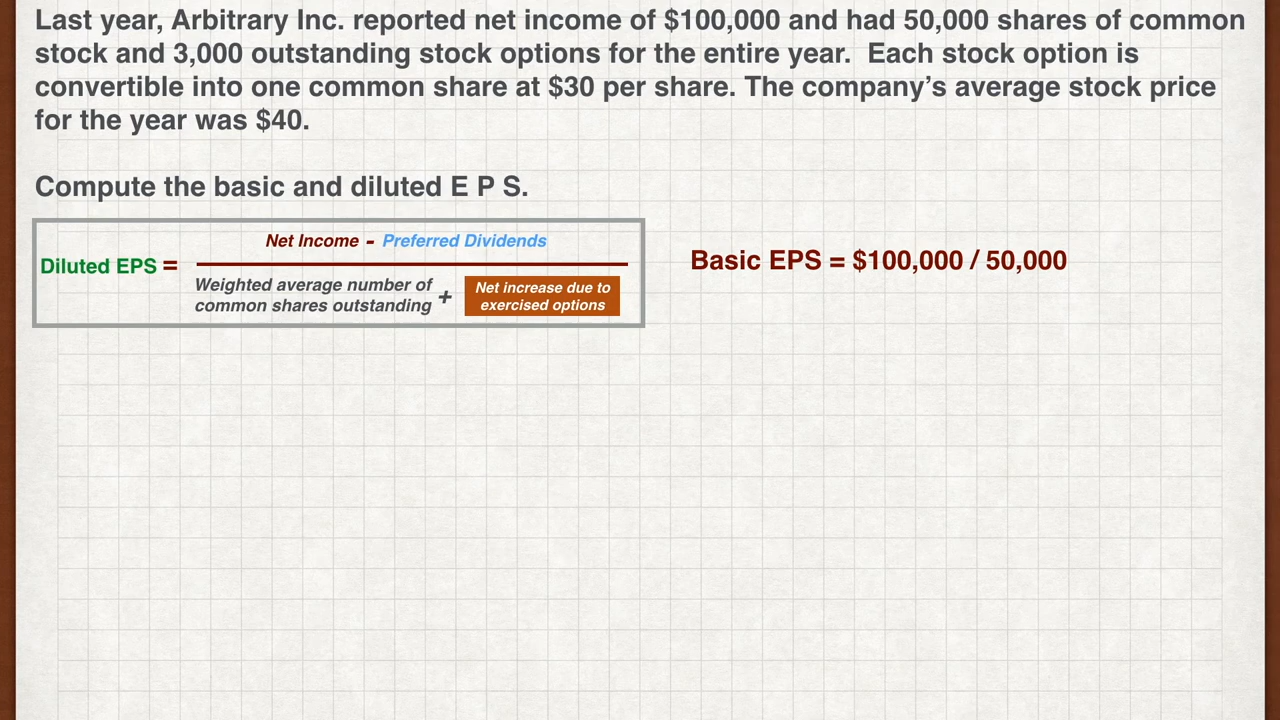 Last year, Arbitrary Inc. reported net income of $100,000 and had 50,000 shares of common
stock and 3,000 outstanding stock options for the entire year.  Each stock option is
convertible into one common share at $30 per share. The company’s average stock price
for the year was $40.
Compute the basic and diluted E P S.
Net Income - Preferred Dividends
Diluted EPS =
Weighted average number of
common shares outstanding +
Net increase due to
exercised options
Basic EPS = $100,000 / 50,000